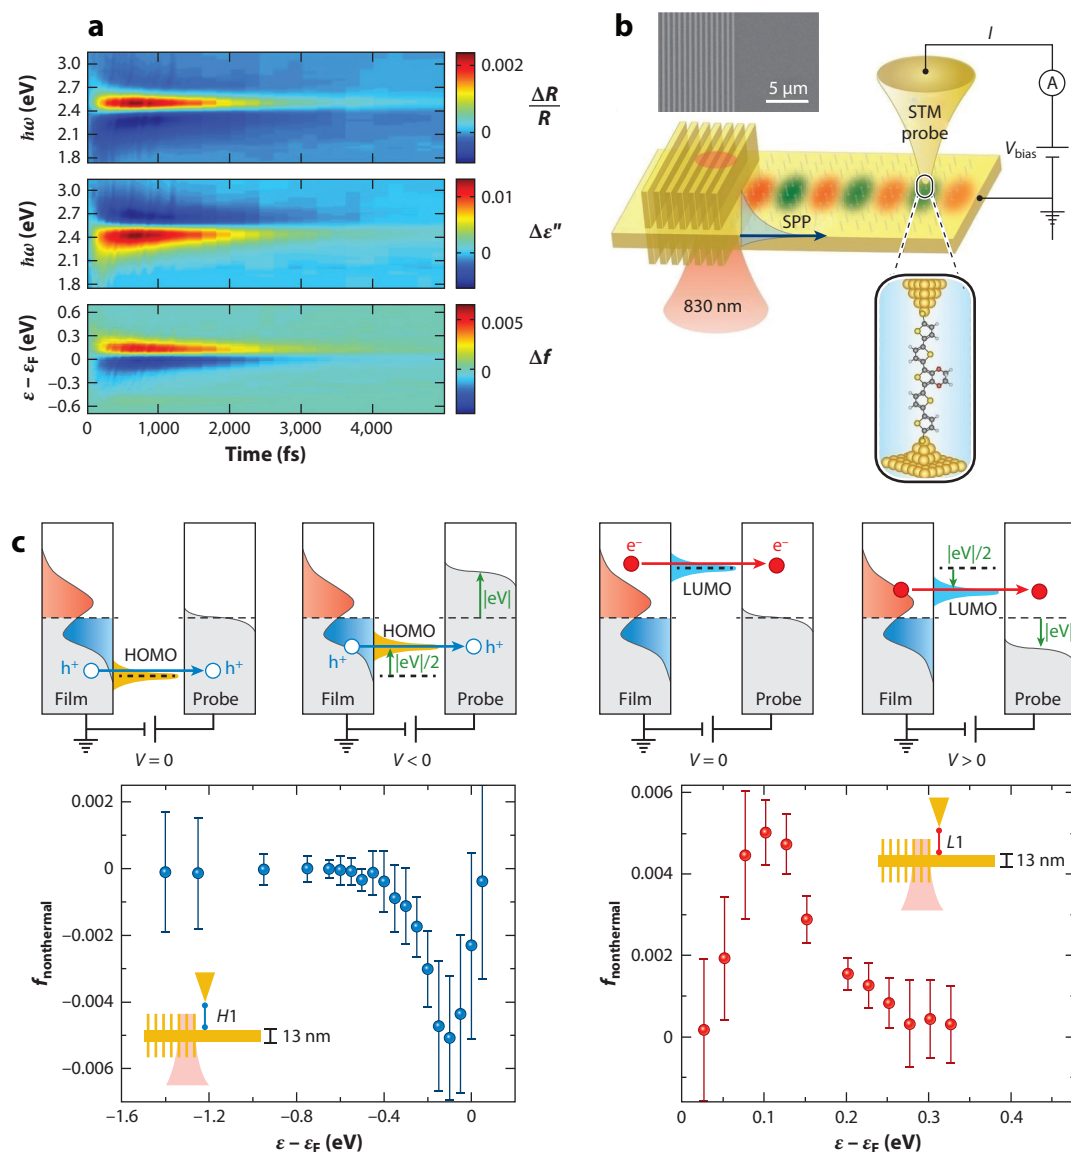 a
3.0
2.7
2.4
2.1
1.8
ħω (eV)
0.002
0
ΔR
R
3.0
2.7
2.4
2.1
1.8
ħω (eV)
0.01
0
Δε"
0.6
0.3
0
–0.3
–0.6
ε – εF (eV)
0.005
0
Δf
0
1,000
2,000
3,000
4,000
Time (fs)
b
5 μm
I
A
STM
probe
Vbias
SPP
830 nm
c
HOMO
h+
h+
Film
Probe
V = 0
|eV|
HOMO
h+
h+
|eV|/2
Film
Probe
V < 0
e–
e–
LUMO
Film
Probe
V = 0
|eV|/2
LUMO
|eV|
Film
Probe
V > 0
0.002
0
–0.002
–0.004
–0.006
fnonthermal
H1
13 nm
–1.6
–1.2
–0.8
–0.4
0
ε – εF (eV)
0.006
0.004
0.002
0
fnonthermal
L1
13 nm
0
0.1
0.2
0.3
0.4
ε – εF (eV)